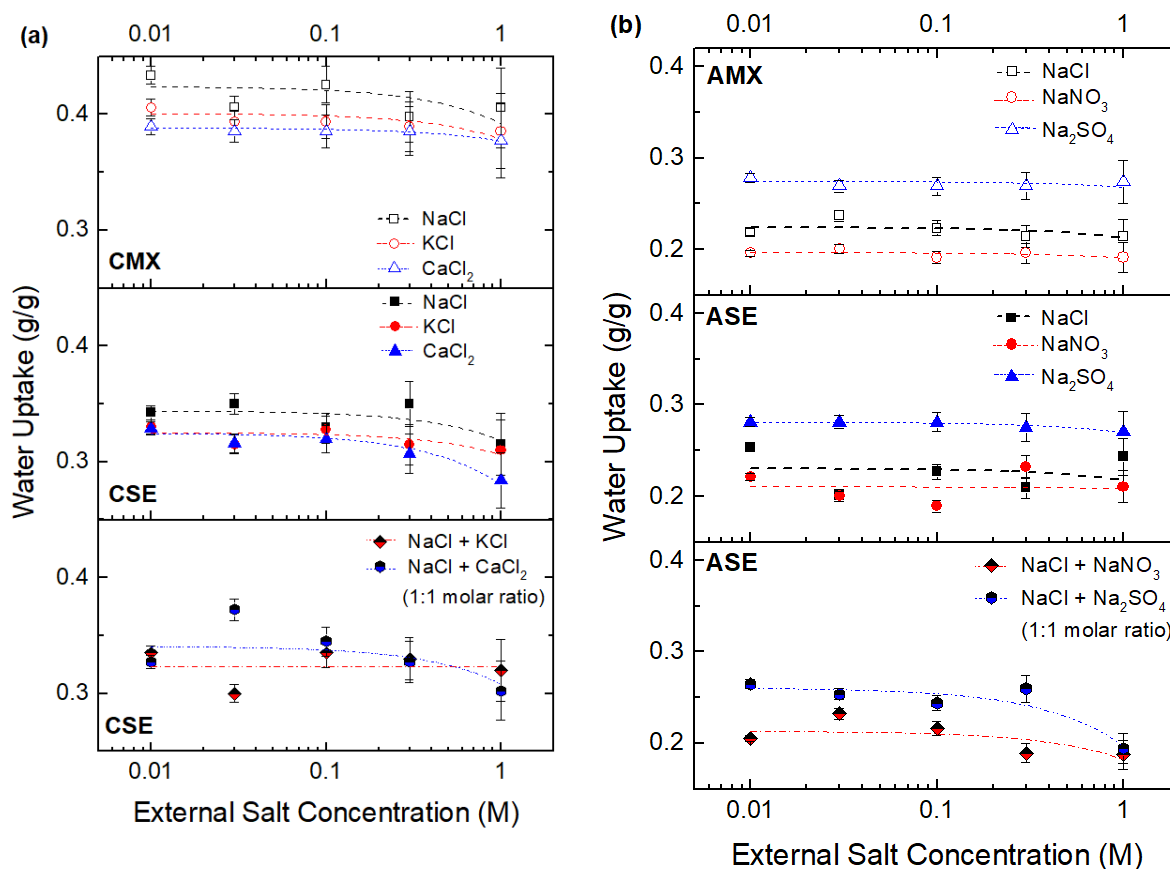 (a)
0.01 0.1 1
0.4
0.3
NaCl
KCl
CaCl2
CMX
NaCl
KCl
CaCl2
0.4
0.3
CSE
NaCl + KCl
NaCl + CaCl2
(1:1 molar ratio)
0.4
0.3
CSE
Water Uptake (g/g)
0.01 0.1 1
External Salt Concentration (M)
(b)
0.01 0.1 1
0.4
AMX
NaCl
NaNO3
Na2SO4
0.3
0.2
ASE
0.4
NaCl
NaNO3
Na2SO4
0.3
0.2
ASE
0.4
NaCl + NaNO3
NaCl + Na2SO4
(1:1 molar ratio)
0.3
0.2
Water Uptake (g/g)
0.01 0.1 1
External Salt Concentration (M)